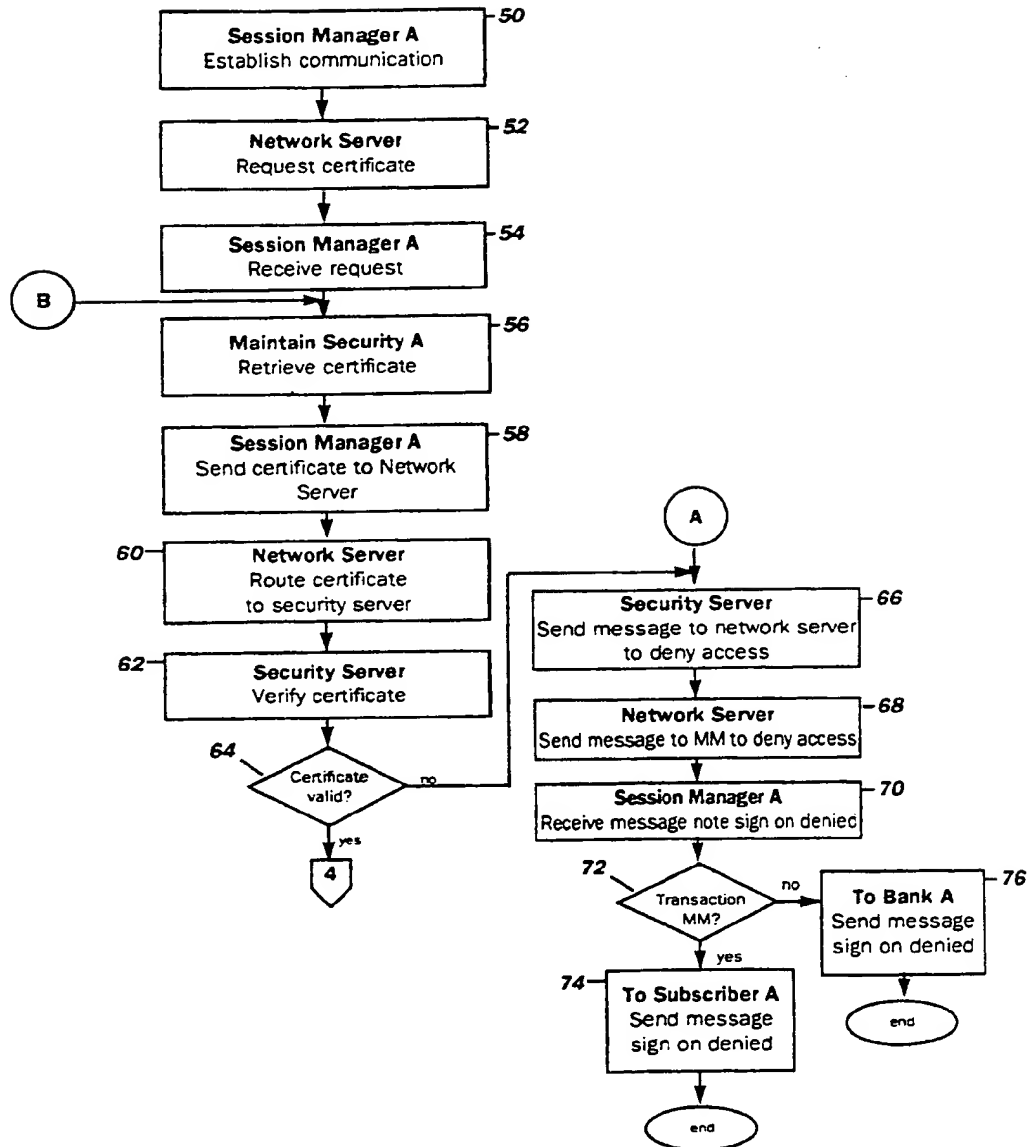 50
Session Manager A
Establish communication
52
Network Server
Request certificate
54
Session Manager A
Receive request
B
56
Maintain Security A
Retrieve certificate
58
Session Manager A
Send certificate to Network
Server
60
Network Server
Route certificate
to security server
62
Security Server
Verify certificate
64
Certificate
valid?
no
yes
4
A
66
Security Server
Send message to network server
to deny access
68
Network Server
Send message to MM to deny access
70
Session Manager A
Receive message note sign on denied
72
Transaction
MM?
no
yes
76
To Bank A
Send message
sign on denied
end
74
To Subscriber A
Send message
sign on denied
end